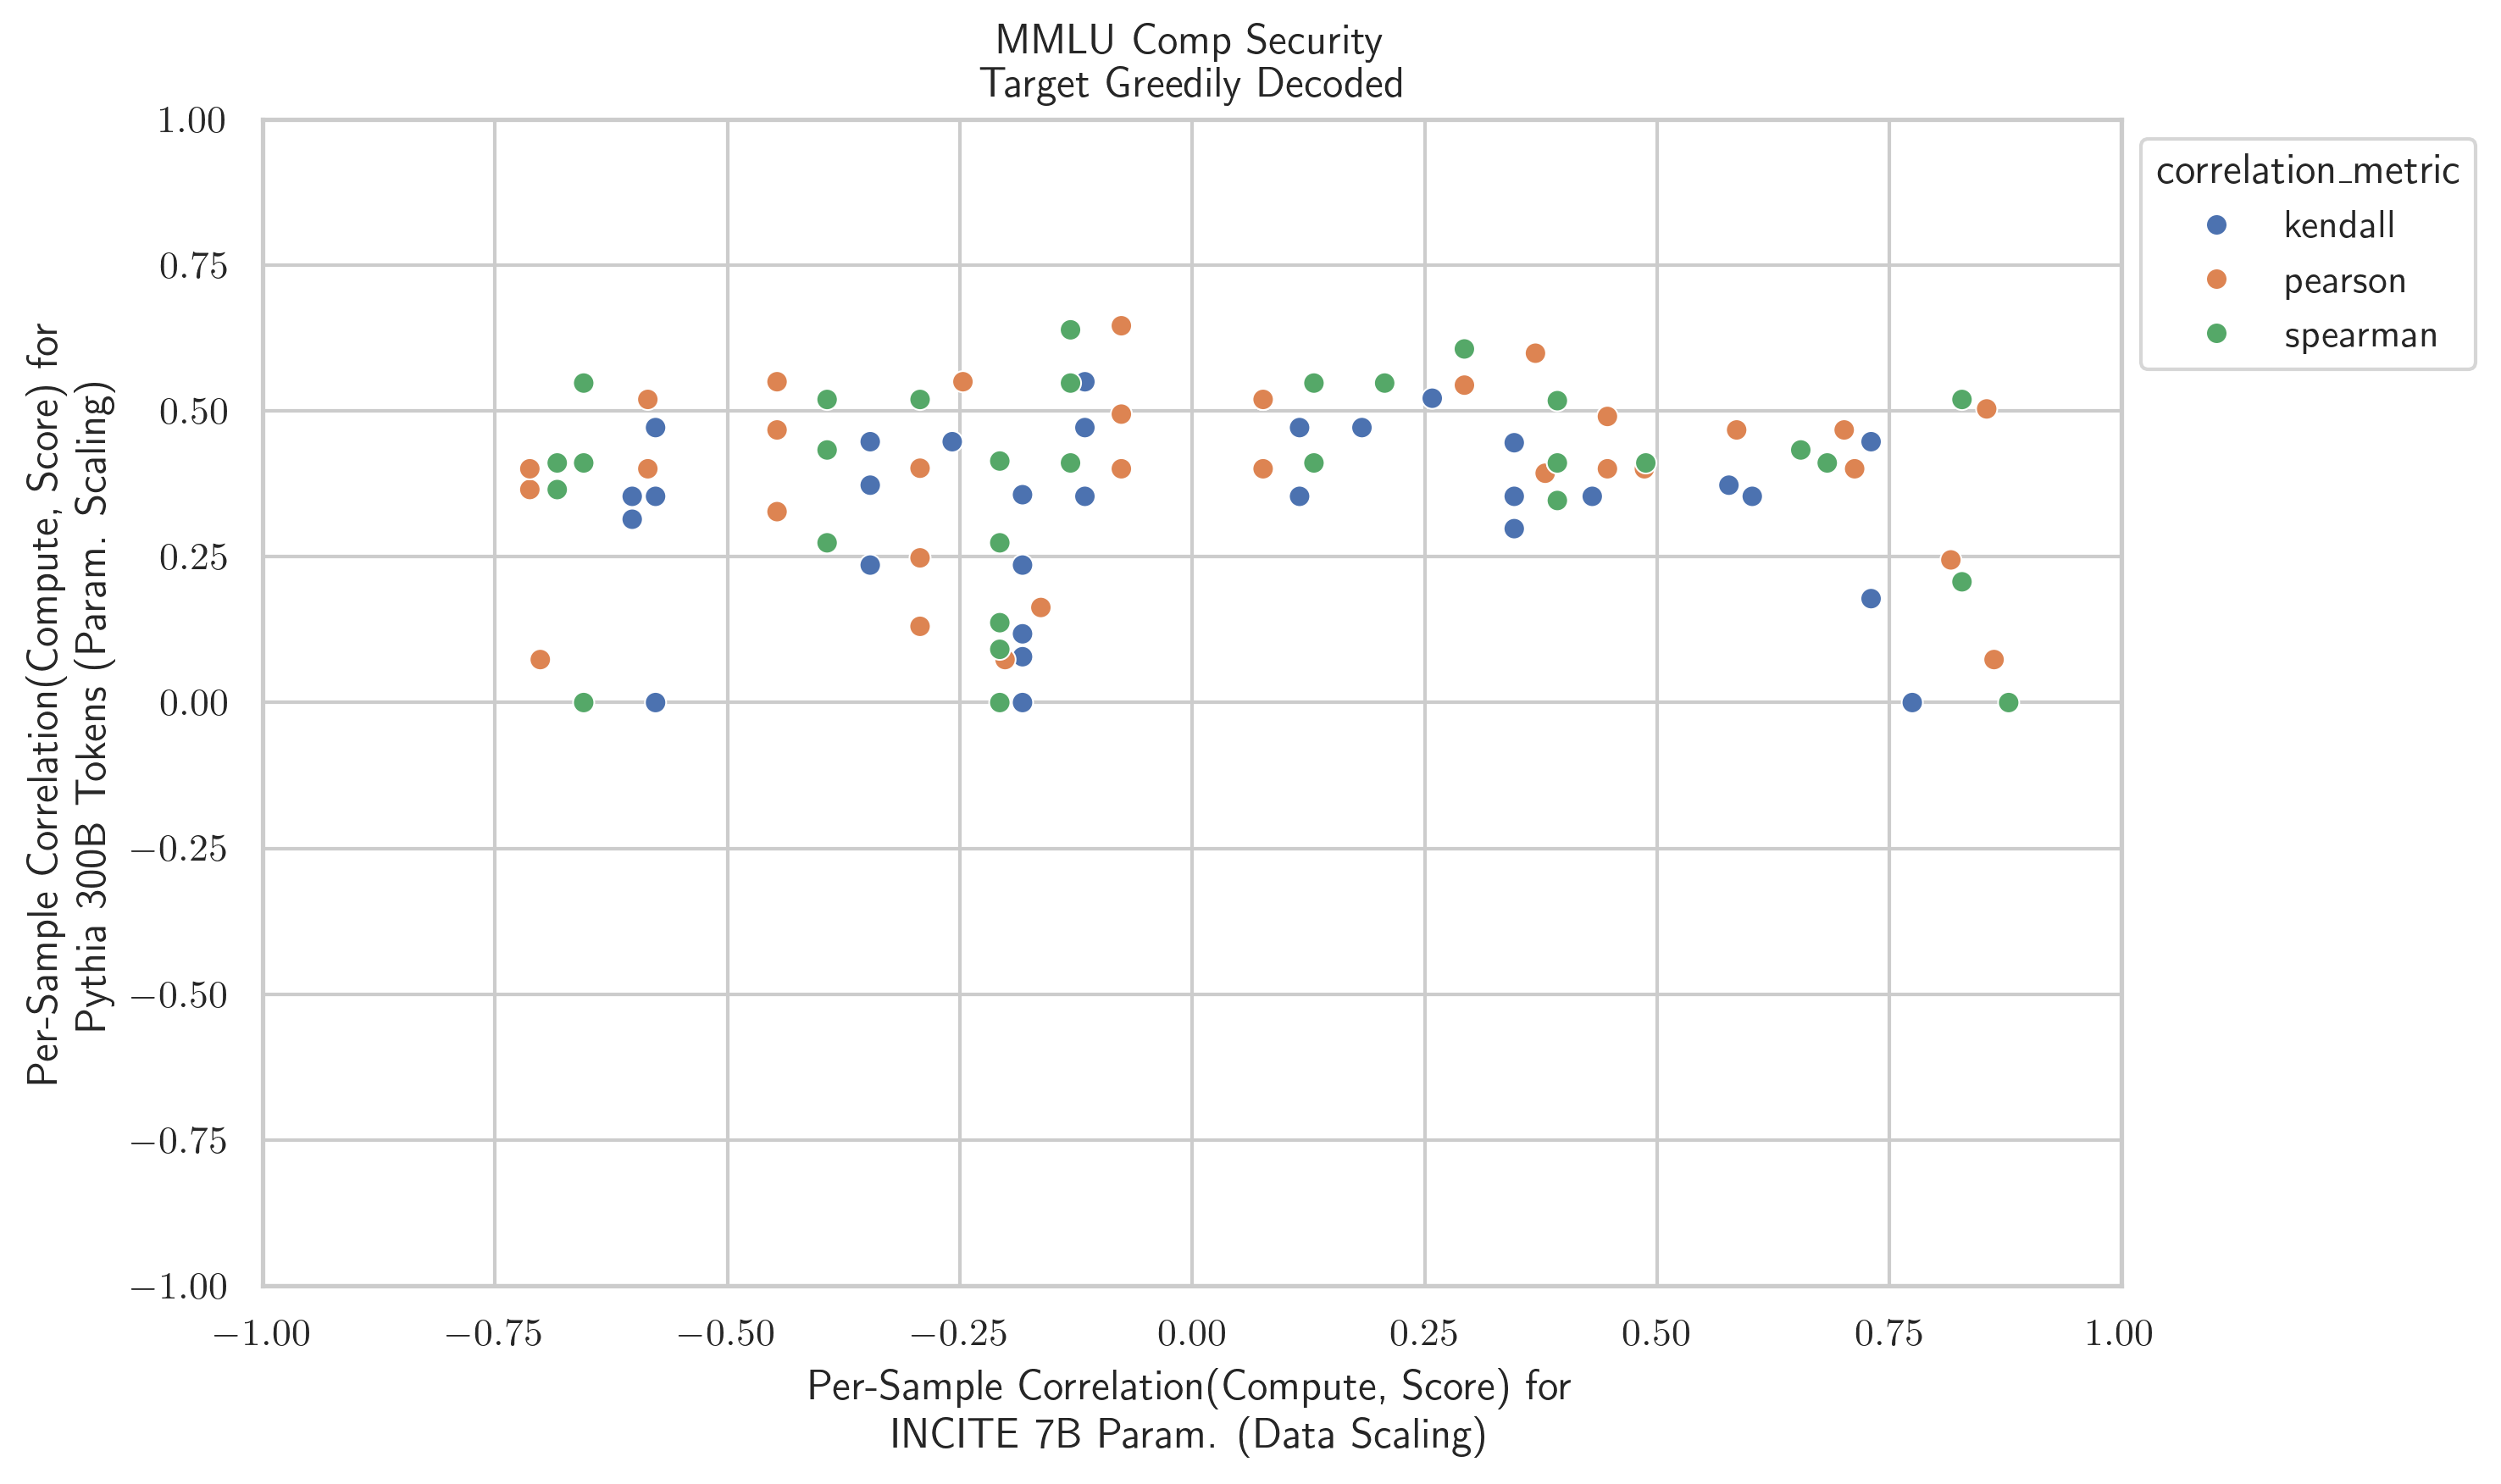 MMLU Comp Security
Target Greedily Decoded
1.00
0.75
0.50
0.25
0.00
−0.25
−0.50
−0.75
−1.00
Per-Sample Correlation(Compute, Score) for
Pythia 300B Tokens (Param. Scaling)
−1.00
−0.75
−0.50
−0.25
0.00
0.25
0.50
0.75
1.00
Per-Sample Correlation(Compute, Score) for
INCITE 7B Param. (Data Scaling)
correlation_metric
kendall
pearson
spearman